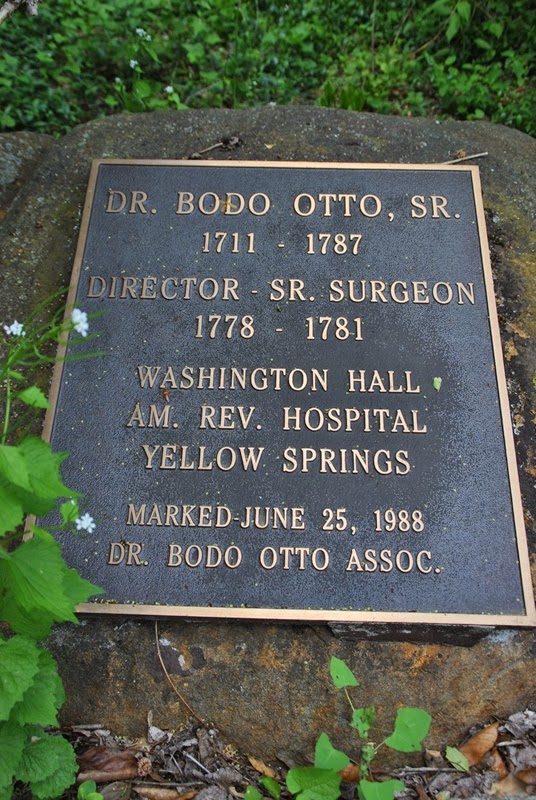 DR. BODO OTTO, SR.
1711 - 1787
DIRECTOR - SR. SURGEON
1778 - 1781
WASHINGTON HALL
AM. REV. HOSPITAL
YELLOW SPRINGS
MARKED-JUNE 25, 1988
DR. BODO OTTO ASSOC.